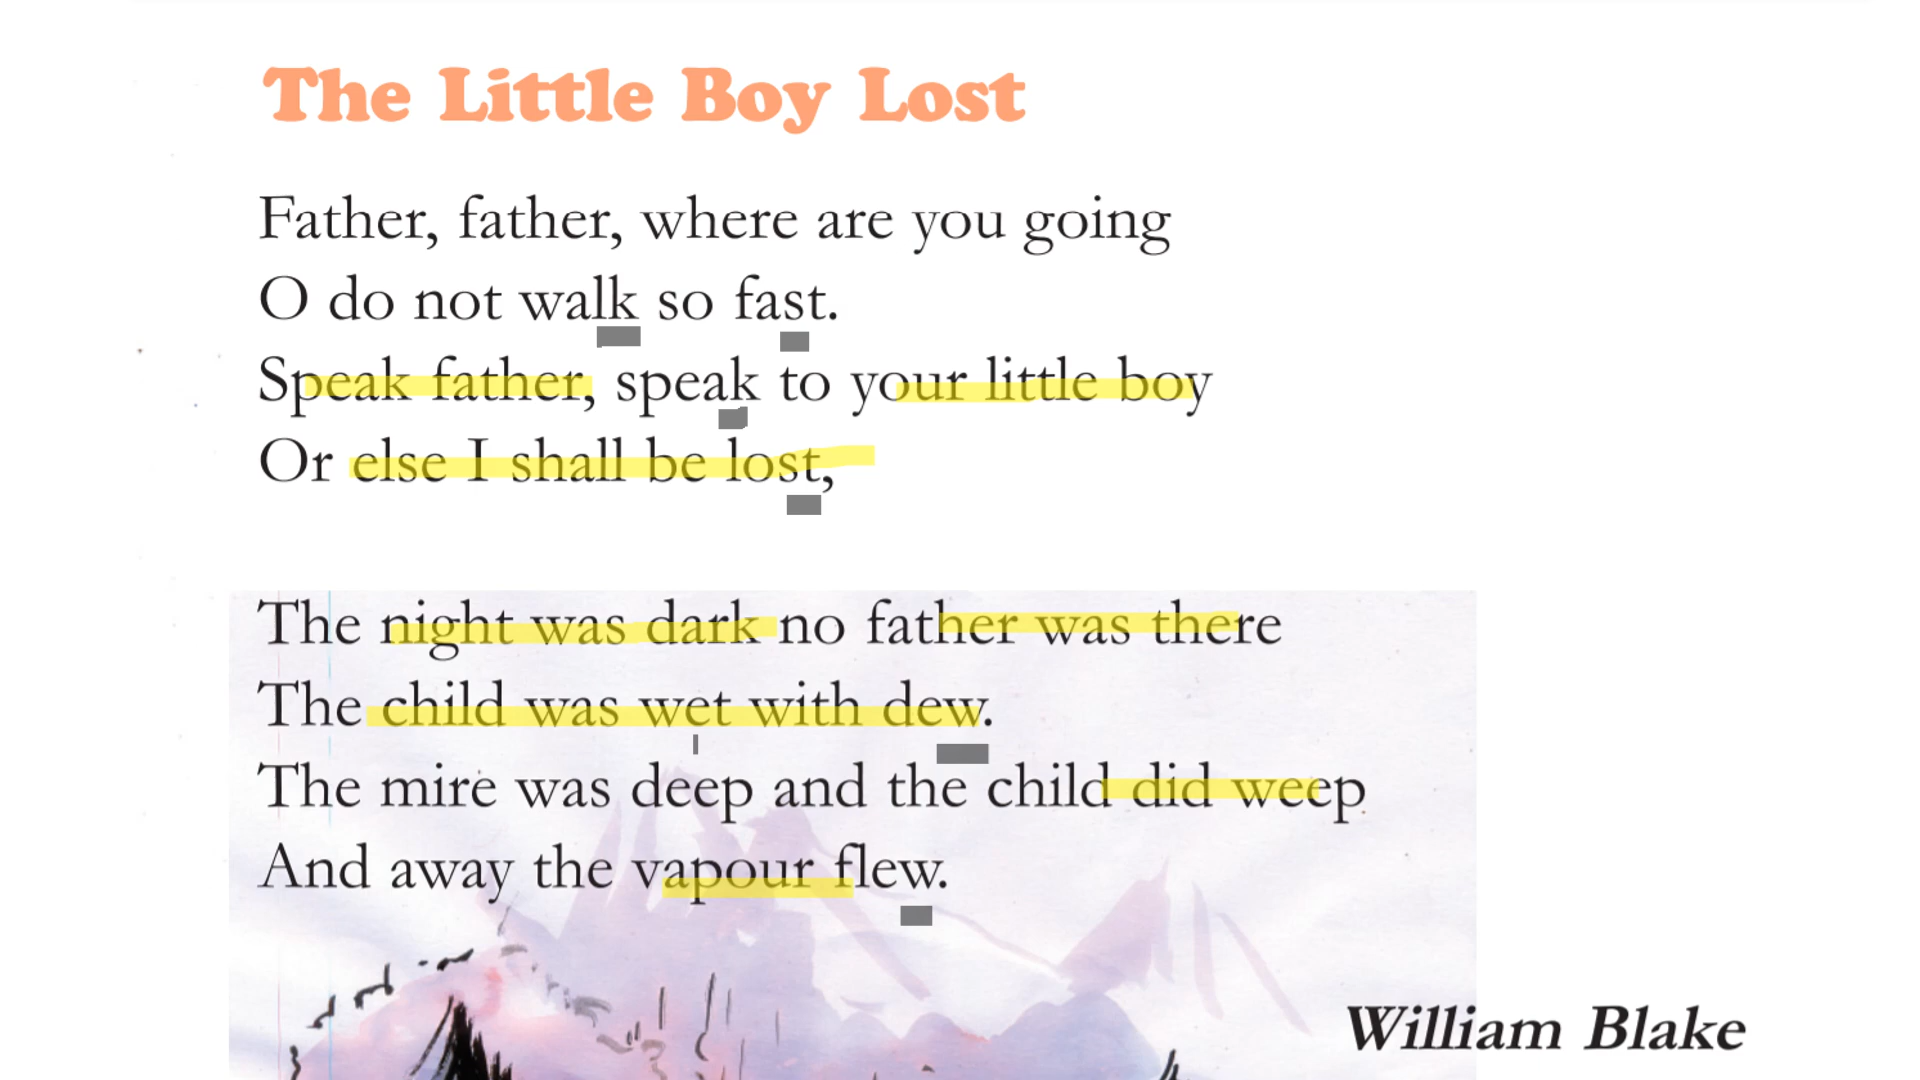 The Little Boy Lost
Father, father, where are you going
O do not walk so fast.
Speak father, speak to your little boy
Or else I shall be lost,
The night was dark no father was there
The child was wet with dew.
The mire was deep and the child did weep
And away the vapour flew.
William Blake